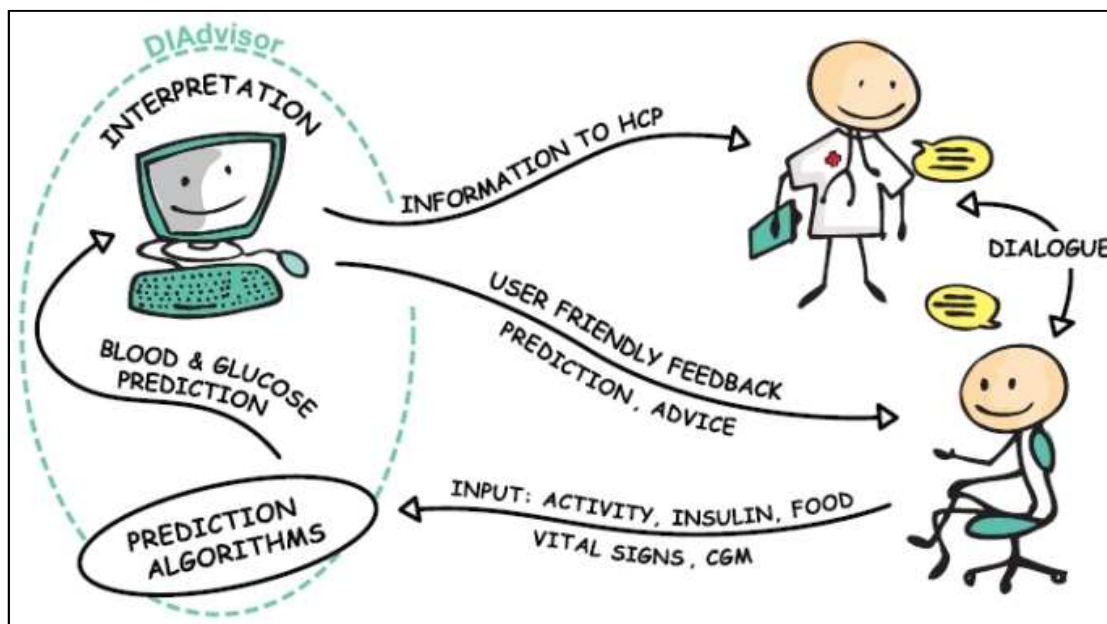 DIAdvisor
INTERPRETATION
INFORMATION TO HCP
DIALOGUE
USER FRIENDLY FEEDBACK
PREDICTION, ADVICE
BLOOD & GLUCOSE
PREDICTION
INPUT: ACTIVITY, INSULIN, FOOD
VITAL SIGNS, CGM
PREDICTION
ALGORITHMS